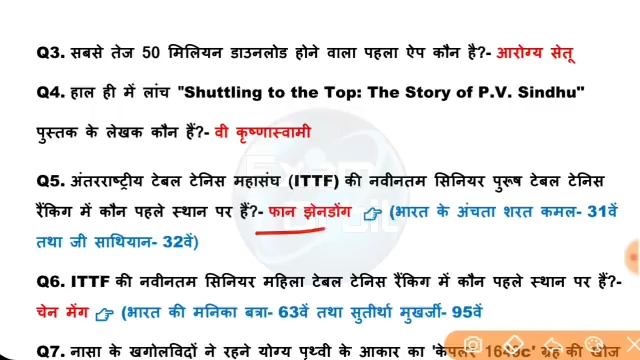 Q3. सबसे तेज 50 मिलियन डाउनलोड होने वाला पहला ऐप कौन है?- आरोग्य सेतू
Q4. हाल ही में लांच "Shuttling to the Top: The Story of P.V. Sindhu"
पुस्तक के लेखक कौन हैं?- वी कृष्णास्वामी
Q5. अंतरराष्ट्रीय टेबल टेनिस महासंघ (ITTF) की नवीनतम सिनियर पुरूष टेबल टेनिस
रैंकिंग में कौन पहले स्थान पर हैं?- फान झेनडोंग 👉 (भारत के अंचता शरत कमल- 31वें
तथा जी साथियान- 32वें)
Q6. ITTF की नवीनतम सिनियर महिला टेबल टेनिस रैंकिंग में कौन पहले स्थान पर हैं?-
चेन मेंग 👉 (भारत की मनिका बत्रा- 63वें तथा सुतीर्था मुखर्जी- 95वें
Q7. नासा के खगोलविदों ने रहने योग्य पृथ्वी के आकार का 'केपलर 1649c' ग्रह की खोज